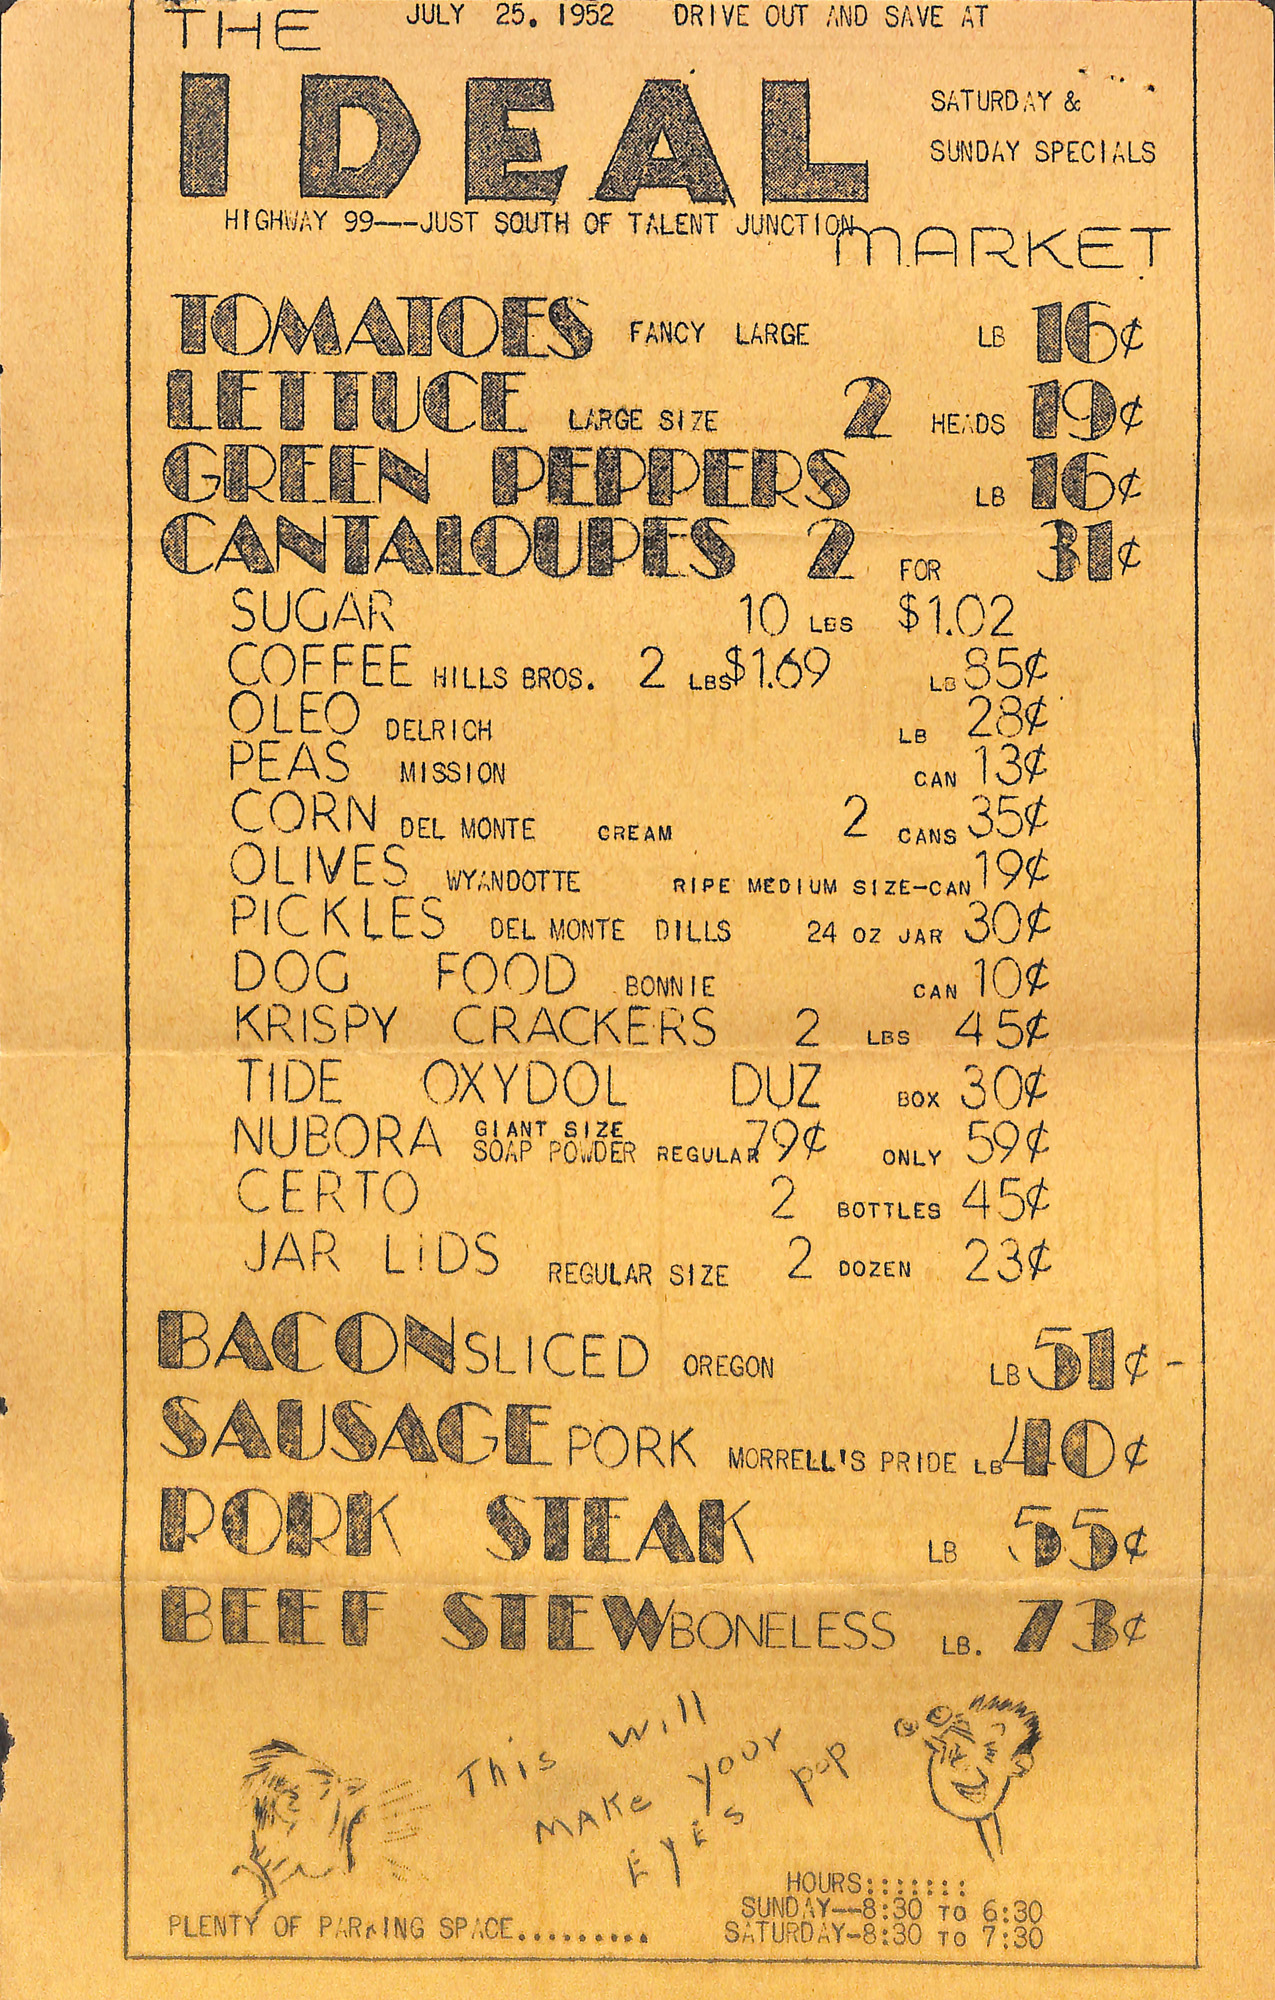 JULY 25. 1952 DRIVE OUT AND SAVE AT
THE
IDEAL
SATURDAY &
SUNDAY SPECIALS
HIGHWAY 99---JUST SOUTH OF TALENT JUNCTION
MARKET
TOMATOES FANCY LARGE LB 16¢
LETTUCE LARGE SIZE 2 HEADS 19¢
GREEN PEPPERS LB 16¢
CANTALOUPES 2 FOR 31¢
SUGAR 10 LBS $1.02
COFFEE HILLS BROS. 2 LBS $1.69 LB 85¢
OLEO DELRICH LB 28¢
PEAS MISSION CAN 13¢
CORN DEL MONTE CREAM 2 CANS 35¢
OLIVES WYANDOTTE RIPE MEDIUM SIZE-CAN 19¢
PICKLES DEL MONTE DILLS 24 OZ JAR 30¢
DOG FOOD BONNIE CAN 10¢
KRISPY CRACKERS 2 LBS 45¢
TIDE OXYDOL DUZ BOX 30¢
NUBORA GIANT SIZE SOAP POWDER REGULAR 79¢ ONLY 59¢
CERTO 2 BOTTLES 45¢
JAR LiDS REGULAR SIZE 2 DOZEN 23¢
BACON SLICED OREGON LB 51¢
SAUSAGE PORK MORRELL'S PRIDE LB 40¢
PORK STEAK LB 55¢
BEEF STEW BONELESS LB. 73¢
This will
MAKe your
EyEs pop
HOURS:::::::
SUNDAY--8:30 TO 6:30
SATURDAY-8:30 TO 7:30
PLENTY OF PARKING SPACE.........